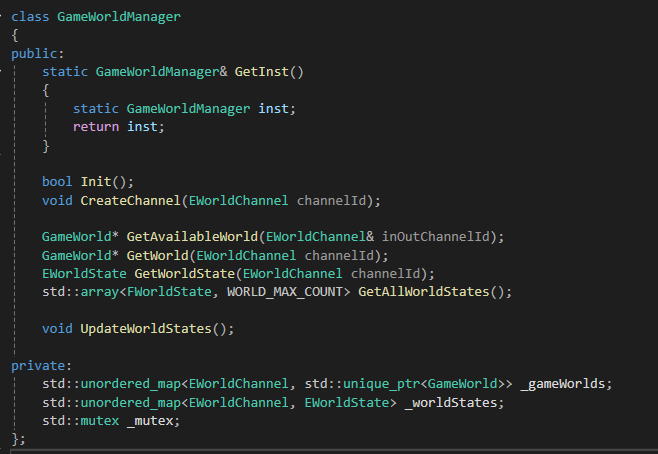 class GameWorldManager
{
public:
    static GameWorldManager& GetInst()
    {
        static GameWorldManager inst;
        return inst;
    }

    bool Init();
    void CreateChannel(EWorldChannel channelId);

    GameWorld* GetAvailableWorld(EWorldChannel& inOutChannelId);
    GameWorld* GetWorld(EWorldChannel channelId);
    EWorldState GetWorldState(EWorldChannel channelId);
    std::array<FWorldState, WORLD_MAX_COUNT> GetAllWorldStates();

    void UpdateWorldStates();

private:
    std::unordered_map<EWorldChannel, std::unique_ptr<GameWorld>> _gameWorlds;
    std::unordered_map<EWorldChannel, EWorldState> _worldStates;
    std::mutex _mutex;
};